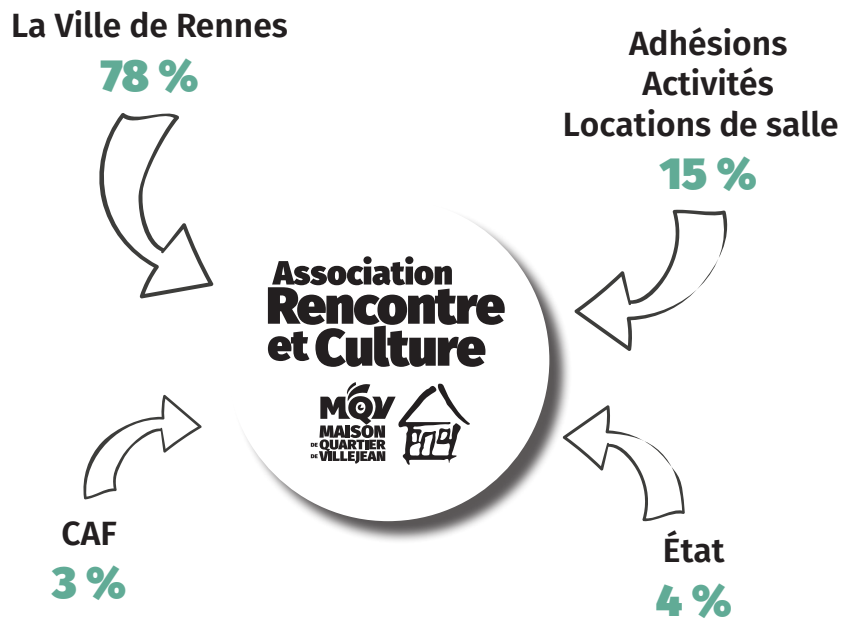 La Ville de Rennes
78 %
Adhésions
Activités
Locations de salle
15 %
Association
Rencontre
et Culture
MQV
MAISON
DE QUARTIER
DE VILLEJEAN
CAF
3 %
État
4 %